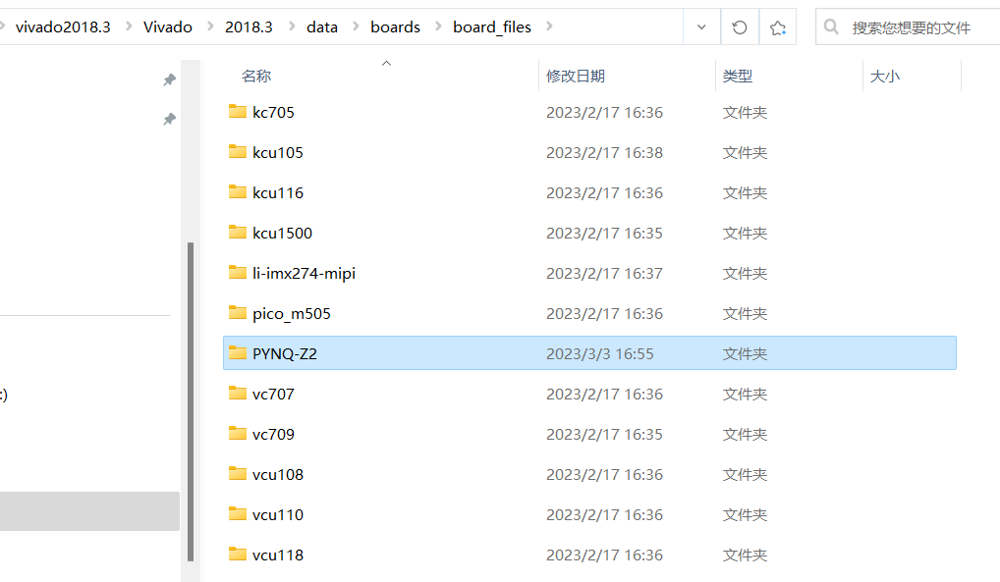 vivado2018.3 > Vivado > 2018.3 > data > boards > board_files >
搜索您想要的文件
名称 修改日期 类型 大小
kc705 2023/2/17 16:36 文件夹
kcu105 2023/2/17 16:38 文件夹
kcu116 2023/2/17 16:36 文件夹
kcu1500 2023/2/17 16:35 文件夹
li-imx274-mipi 2023/2/17 16:37 文件夹
pico_m505 2023/2/17 16:36 文件夹
PYNQ-Z2 2023/3/3 16:55 文件夹
:)
vc707 2023/2/17 16:36 文件夹
vc709 2023/2/17 16:35 文件夹
vcu108 2023/2/17 16:36 文件夹
vcu110 2023/2/17 16:36 文件夹
vcu118 2023/2/17 16:36 文件夹